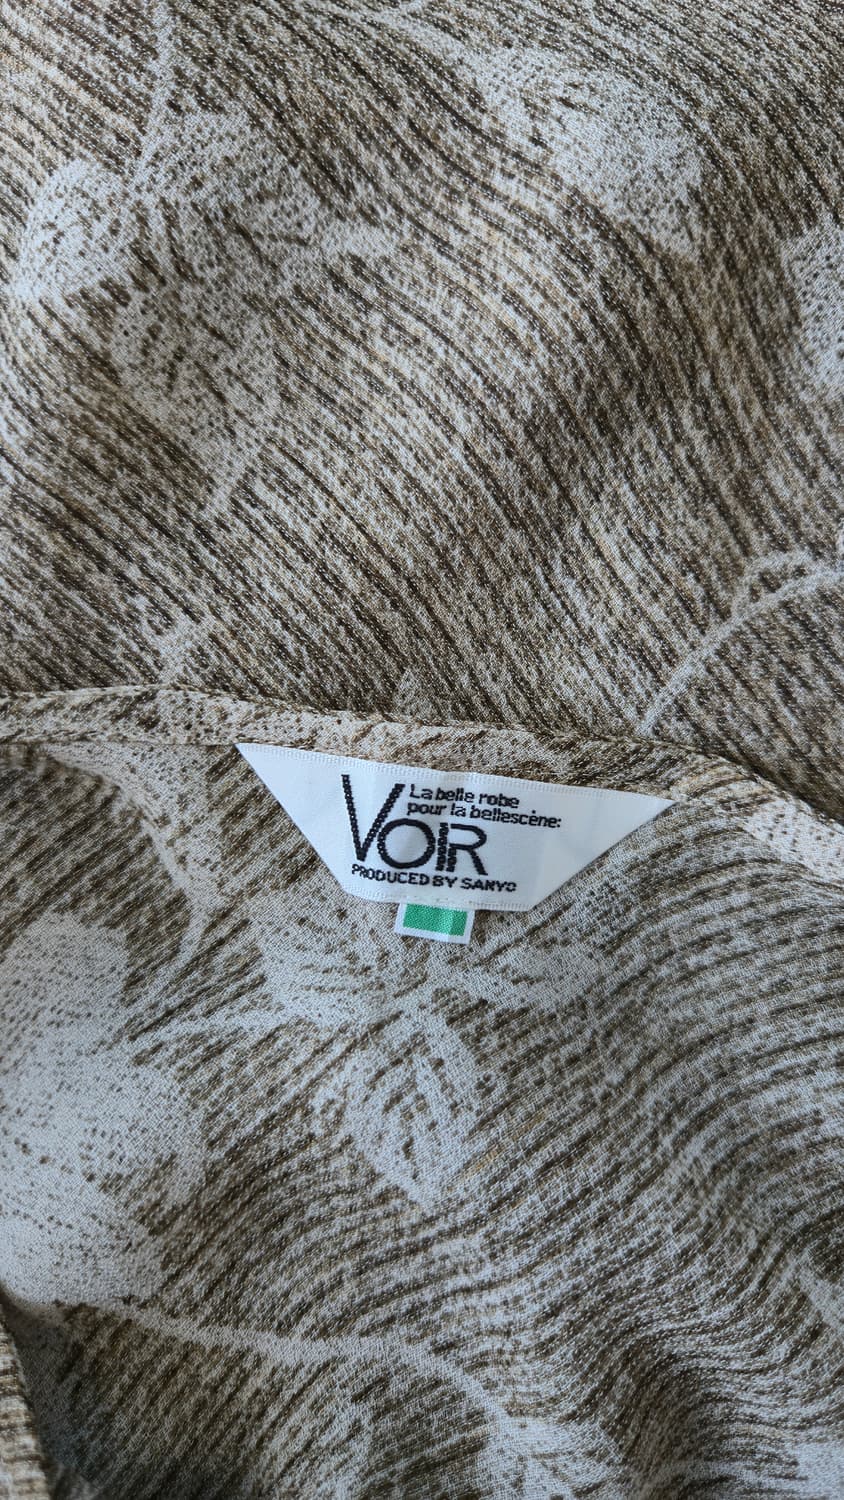 La belle robe
pour la bellescène:
VOIR
PRODUCED BY SANYO